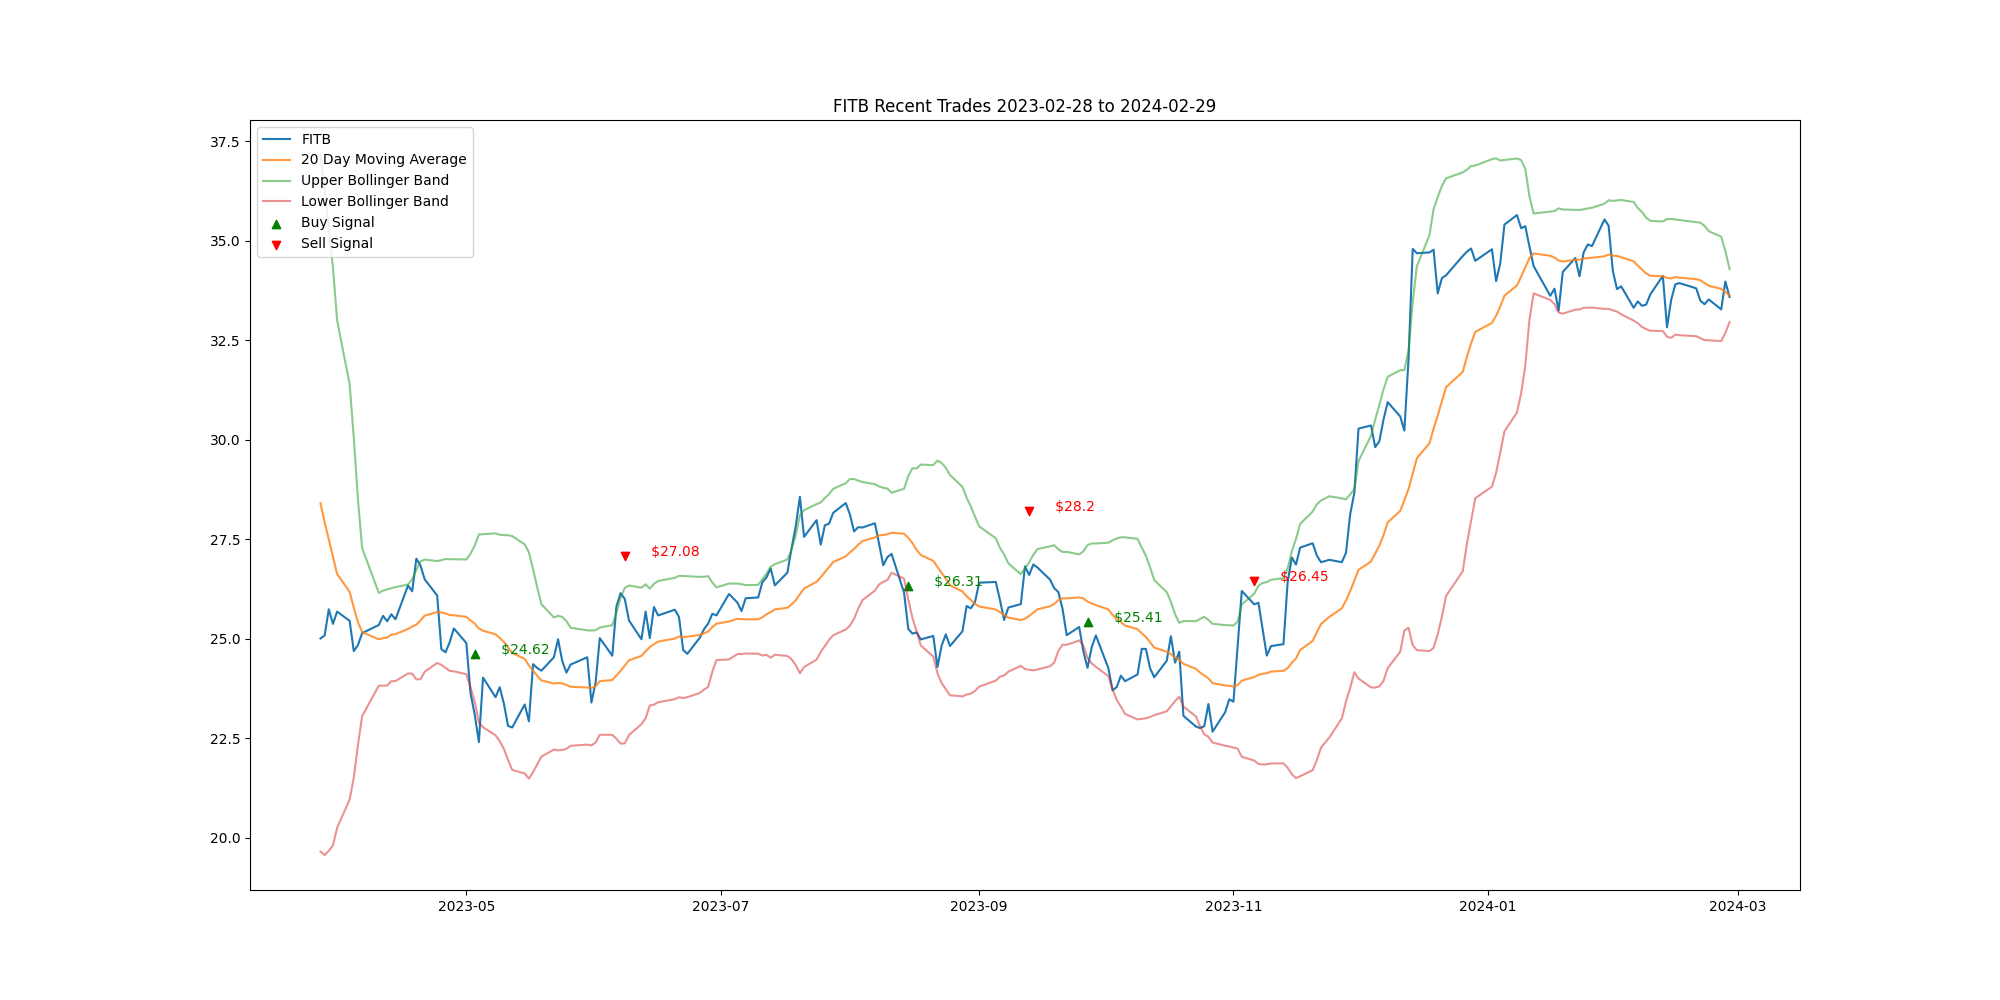 FITB Recent Trades 2023-02-28 to 2024-02-29
37.5
35.0
32.5
30.0
27.5
25.0
22.5
20.0
FITB
20 Day Moving Average
Upper Bollinger Band
Lower Bollinger Band
Buy Signal
Sell Signal
$24.62
$27.08
$26.31
$28.2
$25.41
$26.45
2023-05
2023-07
2023-09
2023-11
2024-01
2024-03